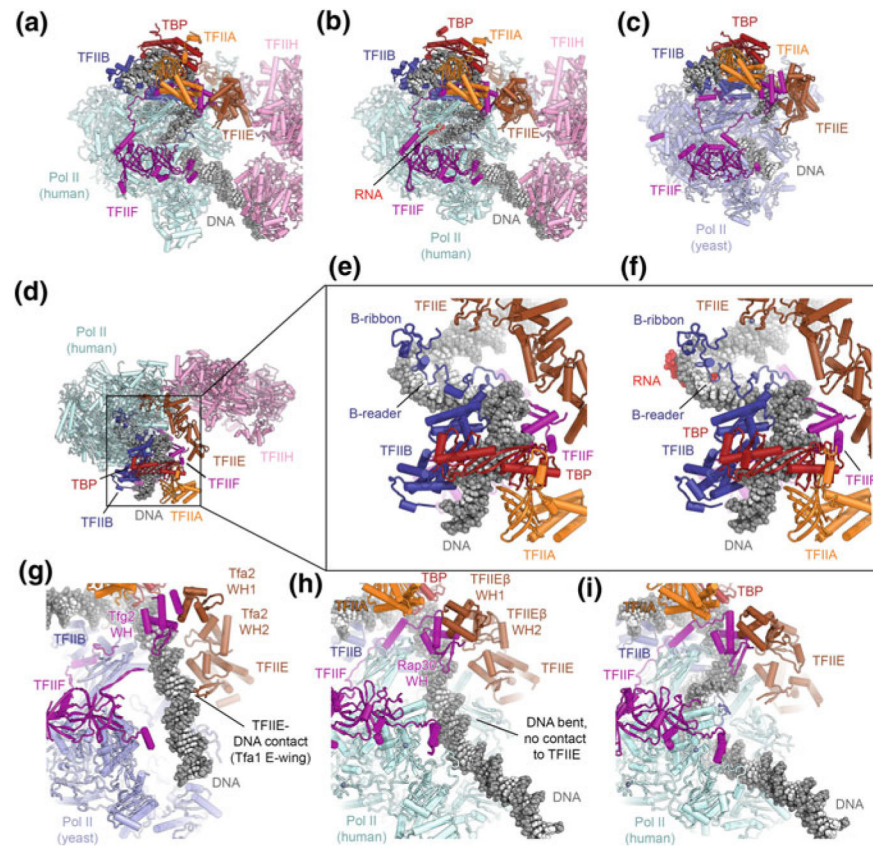 (a)
TBP
TFIIA
TFIIH
TFIIB
TFIIE
Pol II
(human)
TFIIF
DNA
(b)
TBP
TFIIA
TFIIH
TFIIB
TFIIE
RNA
TFIIF
DNA
Pol II
(human)
(c)
TBP
TFIIA
TFIIB
TFIIE
DNA
TFIIF
Pol II
(yeast)
(d)
Pol II
(human)
TFIIE
TFIIH
TBP
TFIIF
TFIIB
DNA
TFIIA
(e)
TFIIE
B-ribbon
B-reader
TFIIB
TFIIF
TBP
DNA
TFIIA
(f)
TFIIE
B-ribbon
RNA
B-reader
TBP
TFIIB
TFIIF
DNA
TFIIA
(g)
Tfa2
WH1
Tfg2
WH
Tfa2
WH2
TFIIB
TFIIE
TFIIF
TFIIE-
DNA contact
(Tfa1 E-wing)
DNA
Pol II
(yeast)
(h)
TBP
TFIIEβ
WH1
TFIIA
TFIIEβ
WH2
TFIIB
TFIIE
TFIIF
Rap30
WH
DNA bent,
no contact
to TFIIE
DNA
Pol II
(human)
(i)
TBP
TFIIA
TFIIB
TFIIE
TFIIF
DNA
Pol II
(human)